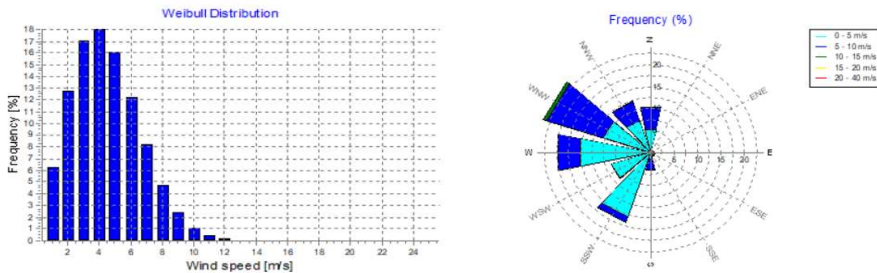 Weibull Distribution
Frequency [%]
18
17
16
15
14
13
12
11
10
9
8
7
6
5
4
3
2
1
0
2 4 6 8 10 12 14 16 18 20 22 24
Wind speed [m/s]
Frequency (%)
N
NNE
ENE
E
ESE
SSE
S
SSW
WSW
W
WNW
NNW
20
15
10
5 10 15 20
0 - 5 m/s
5 - 10 m/s
10 - 15 m/s
15 - 20 m/s
20 - 40 m/s